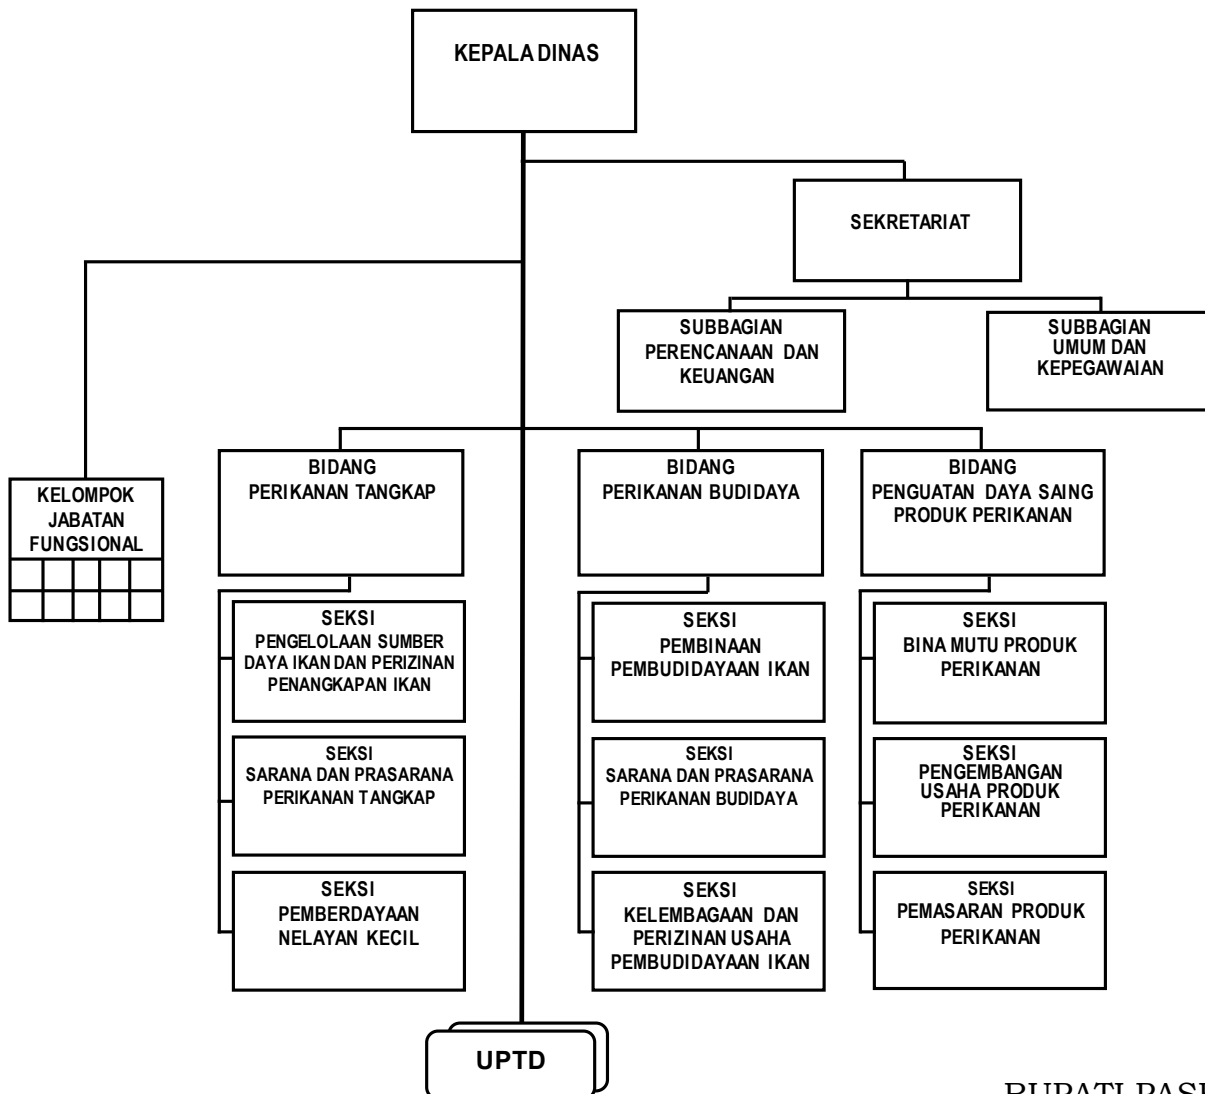 KEPALA DINAS
SEKRETARIAT
SUBBAGIAN
PERENCANAAN DAN
KEUANGAN
SUBBAGIAN
UMUM DAN
KEPEGAWAIAN
KELOMPOK
JABATAN
FUNGSIONAL
BIDANG
PERIKANAN TANGKAP
BIDANG
PERIKANAN BUDIDAYA
BIDANG
PENGUATAN DAYA SAING
PRODUK PERIKANAN
SEKSI
PENGELOLAAN SUMBER
DAYA IKAN DAN PERIZINAN
PENANGKAPAN IKAN
SEKSI
PEMBINAAN
PEMBUDIDAYAAN IKAN
SEKSI
BINA MUTU PRODUK
PERIKANAN
SEKSI
SARANA DAN PRASARANA
PERIKANAN TANGKAP
SEKSI
SARANA DAN PRASARANA
PERIKANAN BUDIDAYA
SEKSI
PENGEMBANGAN
USAHA PRODUK
PERIKANAN
SEKSI
PEMBERDAYAAN
NELAYAN KECIL
SEKSI
KELEMBAGAAN DAN
PERIZINAN USAHA
PEMBUDIDAYAAN IKAN
SEKSI
PEMASARAN PRODUK
PERIKANAN
UPTD
BUPATI